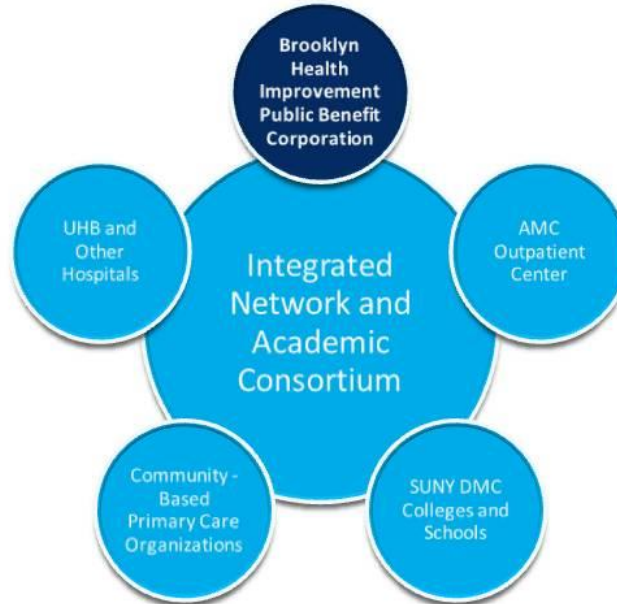 Brooklyn
Health
Improvement
Public Benefit
Corporation
UHB and
Other
Hospitals
AMC
Outpatient
Center
Integrated
Network and
Academic
Consortium
Community -
Based
Primary Care
Organizations
SUNY DMC
Colleges and
Schools